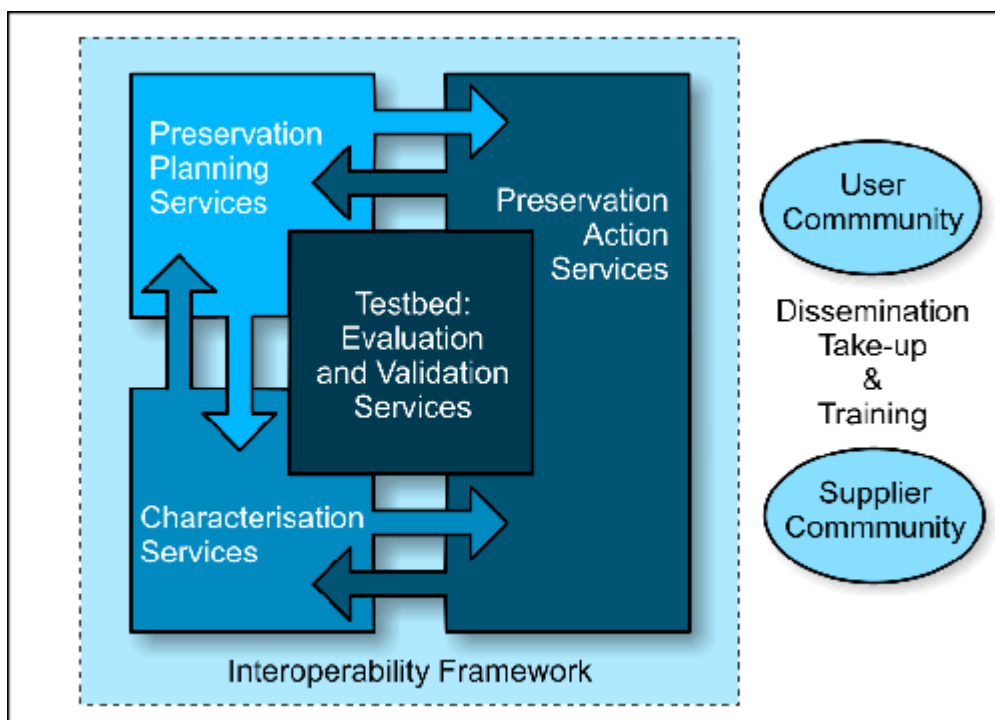 Preservation
Planning
Services
Preservation
Action
Services
Testbed:
Evaluation
and Validation
Services
Characterisation
Services
Interoperability Framework
User
Commmunity
Dissemination
Take-up
&
Training
Supplier
Commmunity